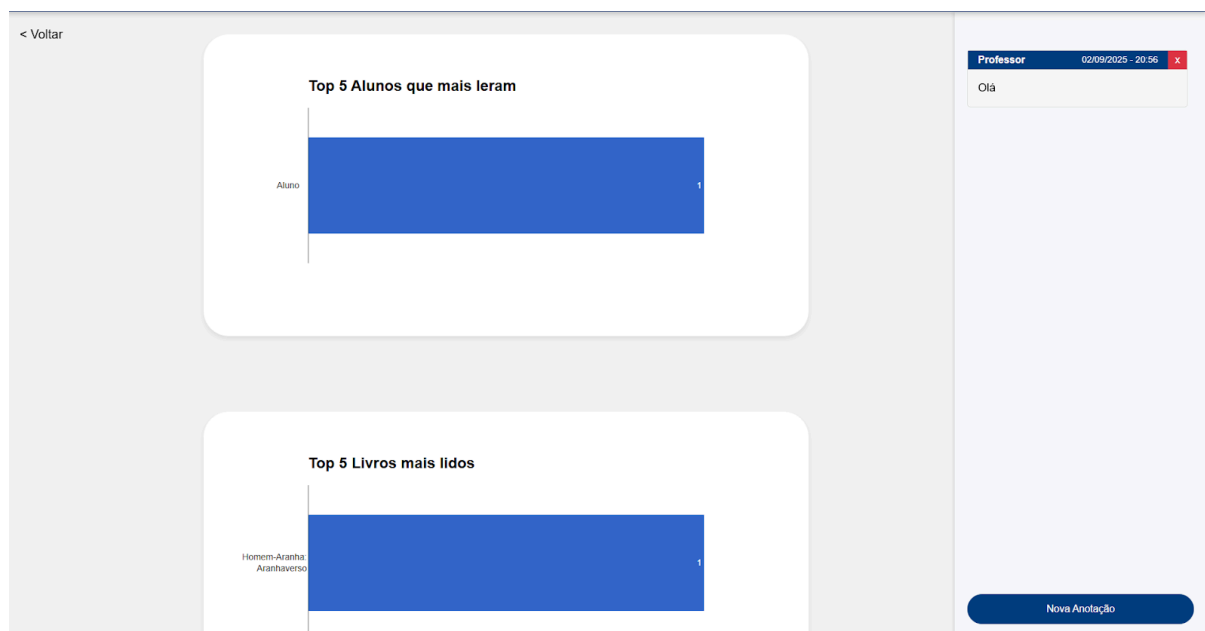 < Voltar
Top 5 Alunos que mais leram
Aluno
1
Top 5 Livros mais lidos
Homem-Aranha:
Aranhaverso
1
Professor 02/09/2025 - 20:56 x
Olá
Nova Anotação